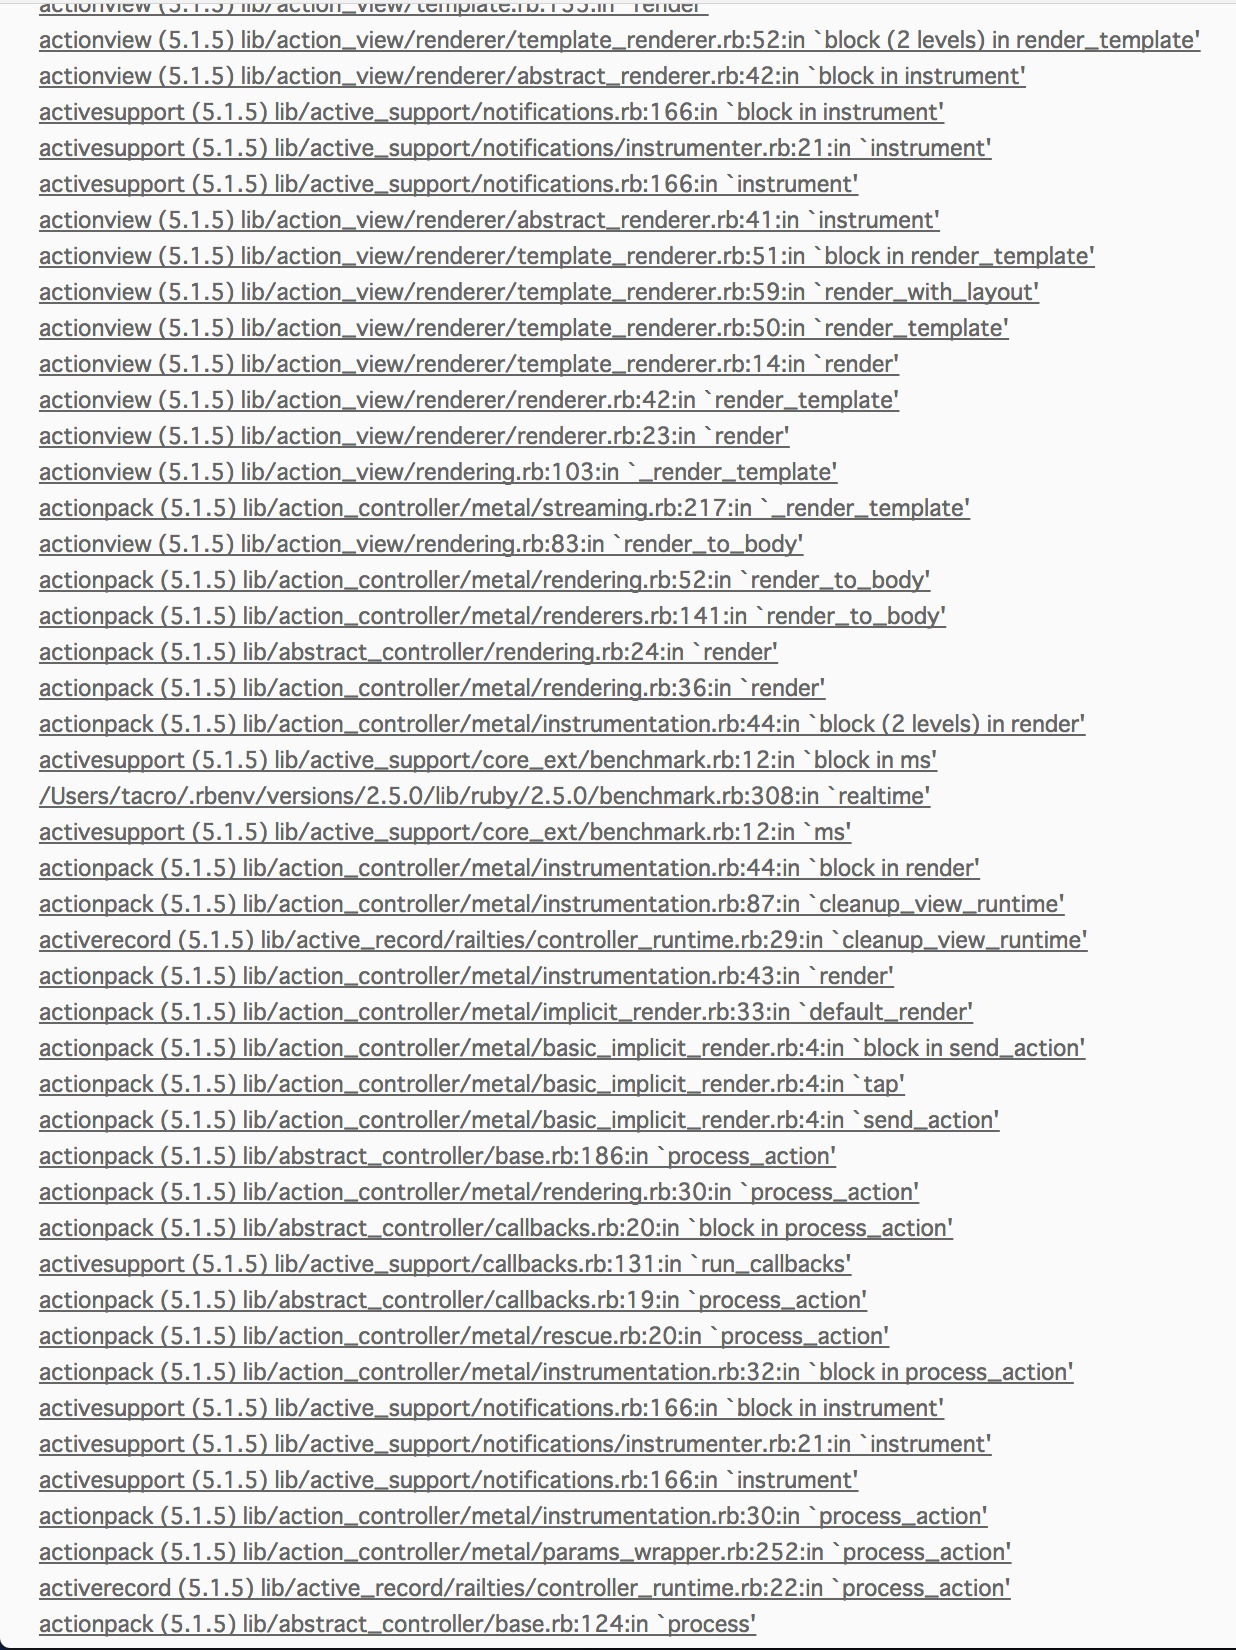 actionview (5.1.5) lib/action_view/template.rb:155:in `render'
actionview (5.1.5) lib/action_view/renderer/template_renderer.rb:52:in `block (2 levels) in render_template'
actionview (5.1.5) lib/action_view/renderer/abstract_renderer.rb:42:in `block in instrument'
activesupport (5.1.5) lib/active_support/notifications.rb:166:in `block in instrument'
activesupport (5.1.5) lib/active_support/notifications/instrumenter.rb:21:in `instrument'
activesupport (5.1.5) lib/active_support/notifications.rb:166:in `instrument'
actionview (5.1.5) lib/action_view/renderer/abstract_renderer.rb:41:in `instrument'
actionview (5.1.5) lib/action_view/renderer/template_renderer.rb:51:in `block in render_template'
actionview (5.1.5) lib/action_view/renderer/template_renderer.rb:59:in `render_with_layout'
actionview (5.1.5) lib/action_view/renderer/template_renderer.rb:50:in `render_template'
actionview (5.1.5) lib/action_view/renderer/template_renderer.rb:14:in `render'
actionview (5.1.5) lib/action_view/renderer/renderer.rb:42:in `render_template'
actionview (5.1.5) lib/action_view/renderer/renderer.rb:23:in `render'
actionview (5.1.5) lib/action_view/rendering.rb:103:in `_render_template'
actionpack (5.1.5) lib/action_controller/metal/streaming.rb:217:in `_render_template'
actionview (5.1.5) lib/action_view/rendering.rb:83:in `render_to_body'
actionpack (5.1.5) lib/action_controller/metal/rendering.rb:52:in `render_to_body'
actionpack (5.1.5) lib/action_controller/metal/renderers.rb:141:in `render_to_body'
actionpack (5.1.5) lib/abstract_controller/rendering.rb:24:in `render'
actionpack (5.1.5) lib/action_controller/metal/rendering.rb:36:in `render'
actionpack (5.1.5) lib/action_controller/metal/instrumentation.rb:44:in `block (2 levels) in render'
activesupport (5.1.5) lib/active_support/core_ext/benchmark.rb:12:in `block in ms'
/Users/tacro/.rbenv/versions/2.5.0/lib/ruby/2.5.0/benchmark.rb:308:in `realtime'
activesupport (5.1.5) lib/active_support/core_ext/benchmark.rb:12:in `ms'
actionpack (5.1.5) lib/action_controller/metal/instrumentation.rb:44:in `block in render'
actionpack (5.1.5) lib/action_controller/metal/instrumentation.rb:87:in `cleanup_view_runtime'
activerecord (5.1.5) lib/active_record/railties/controller_runtime.rb:29:in `cleanup_view_runtime'
actionpack (5.1.5) lib/action_controller/metal/instrumentation.rb:43:in `render'
actionpack (5.1.5) lib/action_controller/metal/implicit_render.rb:33:in `default_render'
actionpack (5.1.5) lib/action_controller/metal/basic_implicit_render.rb:4:in `block in send_action'
actionpack (5.1.5) lib/action_controller/metal/basic_implicit_render.rb:4:in `tap'
actionpack (5.1.5) lib/action_controller/metal/basic_implicit_render.rb:4:in `send_action'
actionpack (5.1.5) lib/abstract_controller/base.rb:186:in `process_action'
actionpack (5.1.5) lib/action_controller/metal/rendering.rb:30:in `process_action'
actionpack (5.1.5) lib/abstract_controller/callbacks.rb:20:in `block in process_action'
activesupport (5.1.5) lib/active_support/callbacks.rb:131:in `run_callbacks'
actionpack (5.1.5) lib/abstract_controller/callbacks.rb:19:in `process_action'
actionpack (5.1.5) lib/action_controller/metal/rescue.rb:20:in `process_action'
actionpack (5.1.5) lib/action_controller/metal/instrumentation.rb:32:in `block in process_action'
activesupport (5.1.5) lib/active_support/notifications.rb:166:in `block in instrument'
activesupport (5.1.5) lib/active_support/notifications/instrumenter.rb:21:in `instrument'
activesupport (5.1.5) lib/active_support/notifications.rb:166:in `instrument'
actionpack (5.1.5) lib/action_controller/metal/instrumentation.rb:30:in `process_action'
actionpack (5.1.5) lib/action_controller/metal/params_wrapper.rb:252:in `process_action'
activerecord (5.1.5) lib/active_record/railties/controller_runtime.rb:22:in `process_action'
actionpack (5.1.5) lib/abstract_controller/base.rb:124:in `process'